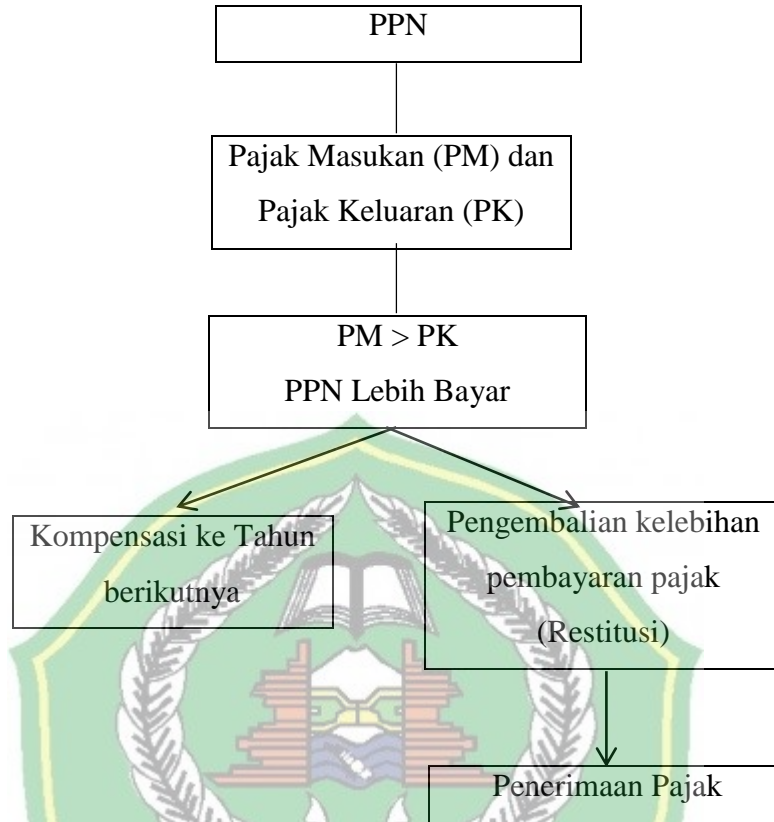 PPN
Pajak Masukan (PM) dan
Pajak Keluaran (PK)
PM > PK
PPN Lebih Bayar
Kompensasi ke Tahun
berikutnya
Pengembalian kelebihan
pembayaran pajak
(Restitusi)
Penerimaan Pajak